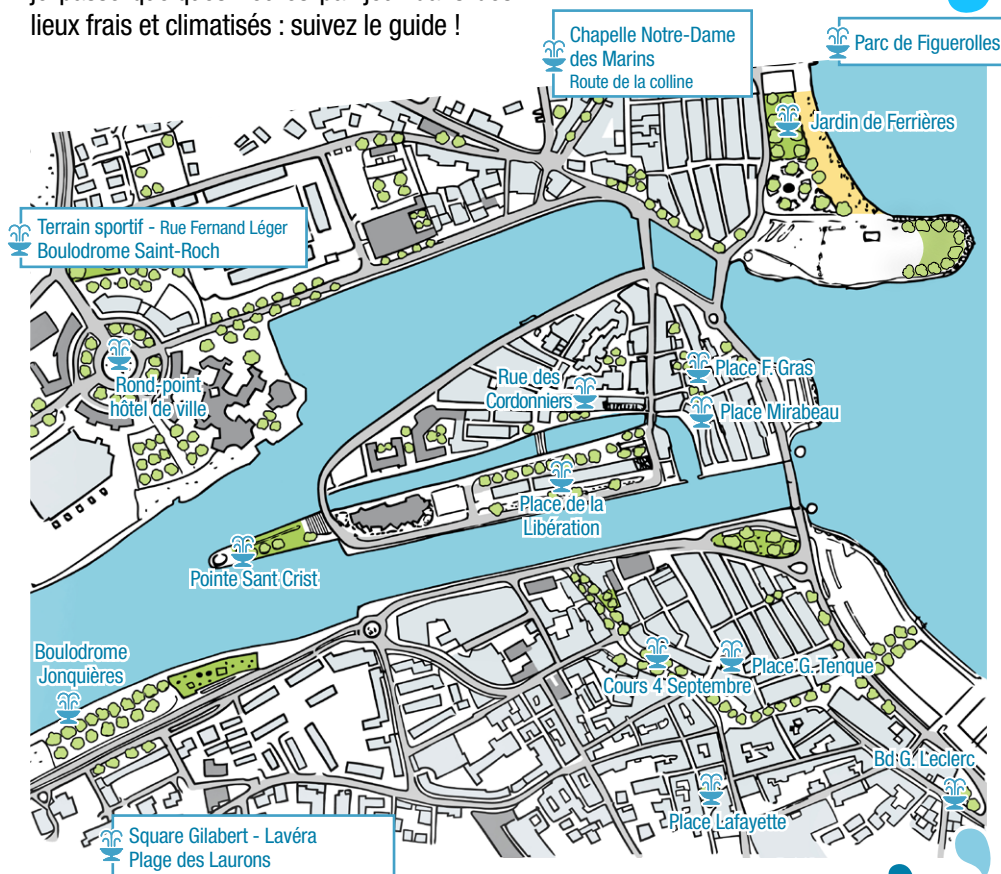 lieux frais et climatisés : suivez le guide !
Chapelle Notre-Dame
des Marins
Route de la colline
Parc de Figuerolles
Jardin de Ferrières
Terrain sportif - Rue Fernand Léger
Boulodrome Saint-Roch
Rond-point
hôtel de ville
Rue des
Cordonniers
Place F. Gras
Place Mirabeau
Place de la
Libération
Pointe Sant Crist
Boulodrome
Jonquières
Cours 4 Septembre
Place G. Tenque
Bd G. Leclerc
Place Lafayette
Square Gilabert - Lavéra
Plage des Laurons